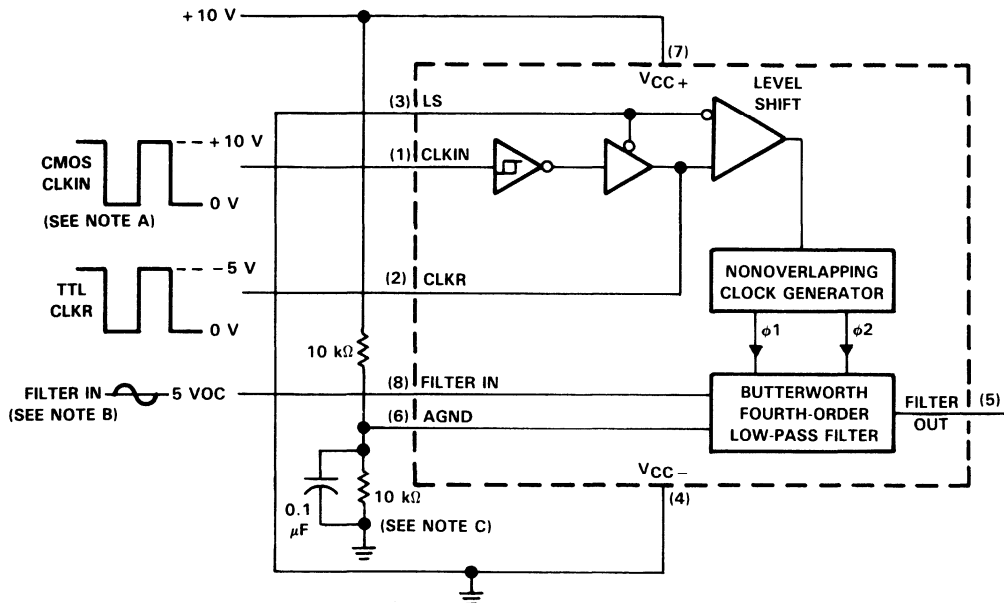 +10 V
(7)
VCC+
LEVEL
SHIFT
(3) LS
+10 V
CMOS
CLKIN
(1) CLKIN
0 V
(SEE NOTE A)
−5 V
TTL
CLKR
(2) CLKR
0 V
NONOVERLAPPING
CLOCK GENERATOR
ϕ1
ϕ2
10 kΩ
FILTER IN
5 VOC
(SEE NOTE B)
(8) FILTER IN
(6) AGND
BUTTERWORTH
FOURTH-ORDER
LOW-PASS FILTER
FILTER
OUT
(5)
VCC−
(4)
10 kΩ
0.1
μF
(SEE NOTE C)